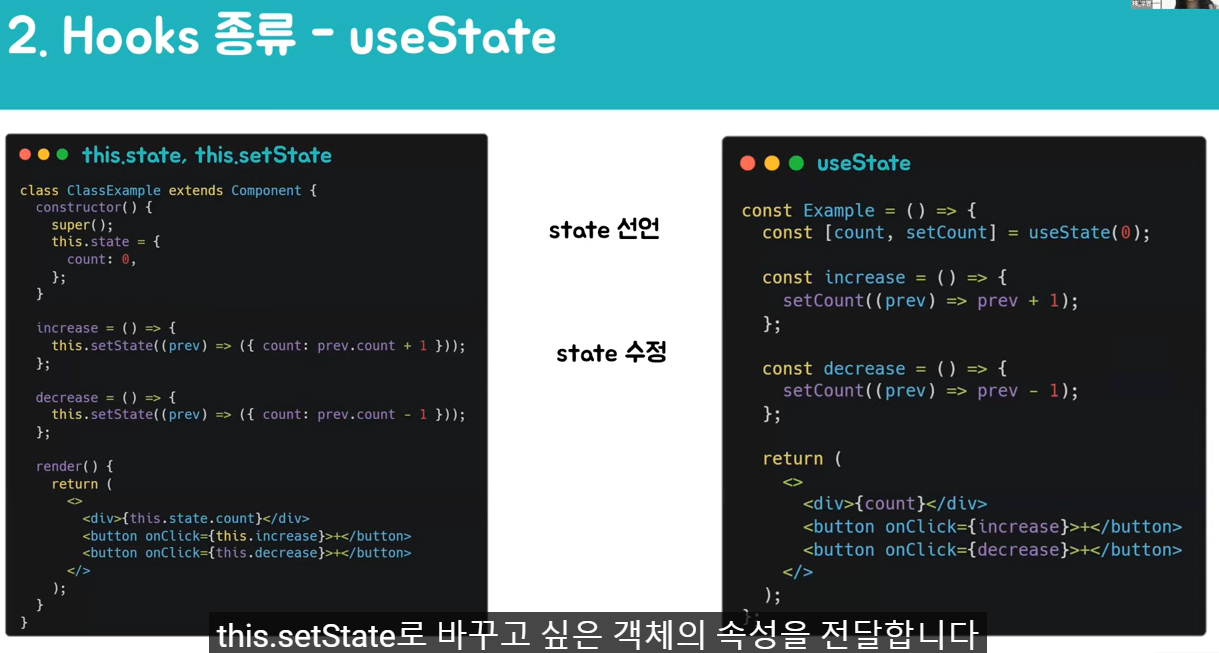 2. Hooks 종류 - useState
this.state, this.setState
class ClassExample extends Component {
  constructor() {
    super();
    this.state = {
      count: 0,
    };
  }
  increase = () => {
    this.setState((prev) => ({ count: prev.count + 1 }));
  };
  decrease = () => {
    this.setState((prev) => ({ count: prev.count - 1 }));
  };
  render() {
    return (
      <>
        <div>{this.state.count}</div>
        <button onClick={this.increase}>+</button>
        <button onClick={this.decrease}>+</button>
      </>
    );
  }
}
state 선언
state 수정
useState
const Example = () => {
  const [count, setCount] = useState(0);
  const increase = () => {
    setCount((prev) => prev + 1);
  };
  const decrease = () => {
    setCount((prev) => prev - 1);
  };
  return (
    <>
      <div>{count}</div>
      <button onClick={increase}>+</button>
      <button onClick={decrease}>+</button>
    </>
  );
};
this.setState로 바꾸고 싶은 객체의 속성을 전달합니다